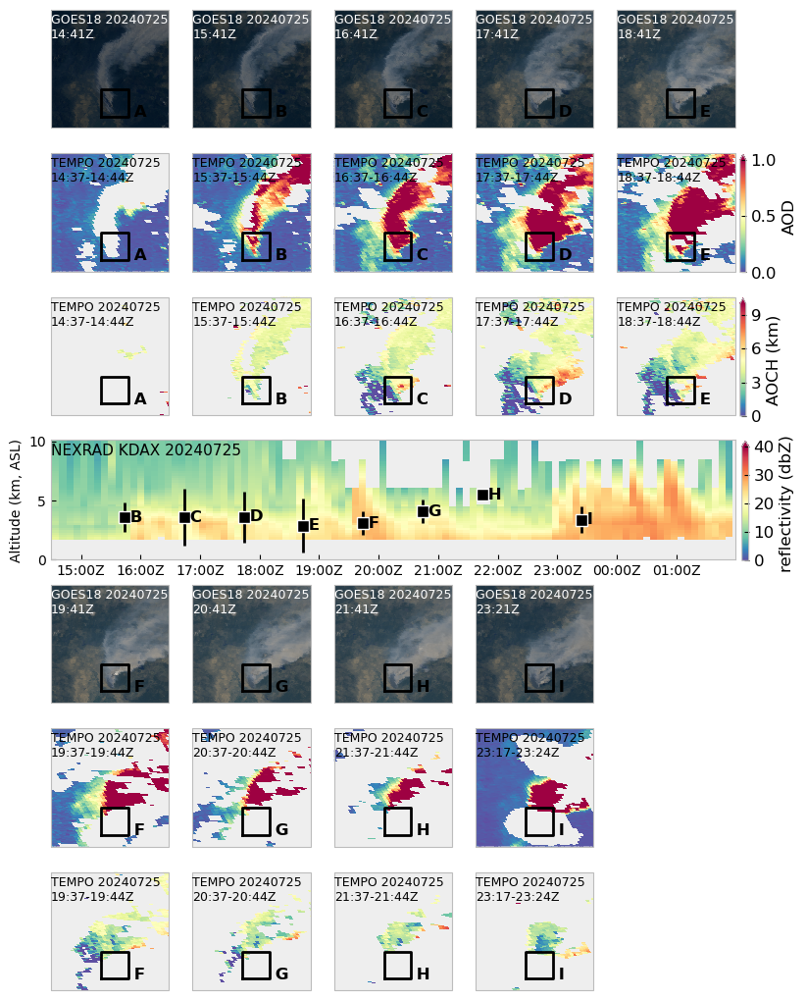 GOES18 20240725
14:41Z
A
GOES18 20240725
15:41Z
B
GOES18 20240725
16:41Z
C
GOES18 20240725
17:41Z
D
GOES18 20240725
18:41Z
E
TEMPO 20240725
14:37-14:44Z
A
TEMPO 20240725
15:37-15:44Z
B
TEMPO 20240725
16:37-16:44Z
C
TEMPO 20240725
17:37-17:44Z
D
TEMPO 20240725
18:37-18:44Z
E
1.0
0.5
0.0
AOD
TEMPO 20240725
14:37-14:44Z
A
TEMPO 20240725
15:37-15:44Z
B
TEMPO 20240725
16:37-16:44Z
C
TEMPO 20240725
17:37-17:44Z
D
TEMPO 20240725
18:37-18:44Z
E
9
6
3
0
AOCH (km)
Altitude (km, ASL)
10
5
0
NEXRAD KDAX 20240725
B
C
D
E
F
G
H
I
15:00Z 16:00Z 17:00Z 18:00Z 19:00Z 20:00Z 21:00Z 22:00Z 23:00Z 00:00Z 01:00Z
40
30
20
10
0
reflectivity (dbZ)
GOES18 20240725
19:41Z
F
GOES18 20240725
20:41Z
G
GOES18 20240725
21:41Z
H
GOES18 20240725
23:21Z
I
TEMPO 20240725
19:37-19:44Z
F
TEMPO 20240725
20:37-20:44Z
G
TEMPO 20240725
21:37-21:44Z
H
TEMPO 20240725
23:17-23:24Z
I
TEMPO 20240725
19:37-19:44Z
F
TEMPO 20240725
20:37-20:44Z
G
TEMPO 20240725
21:37-21:44Z
H
TEMPO 20240725
23:17-23:24Z
I